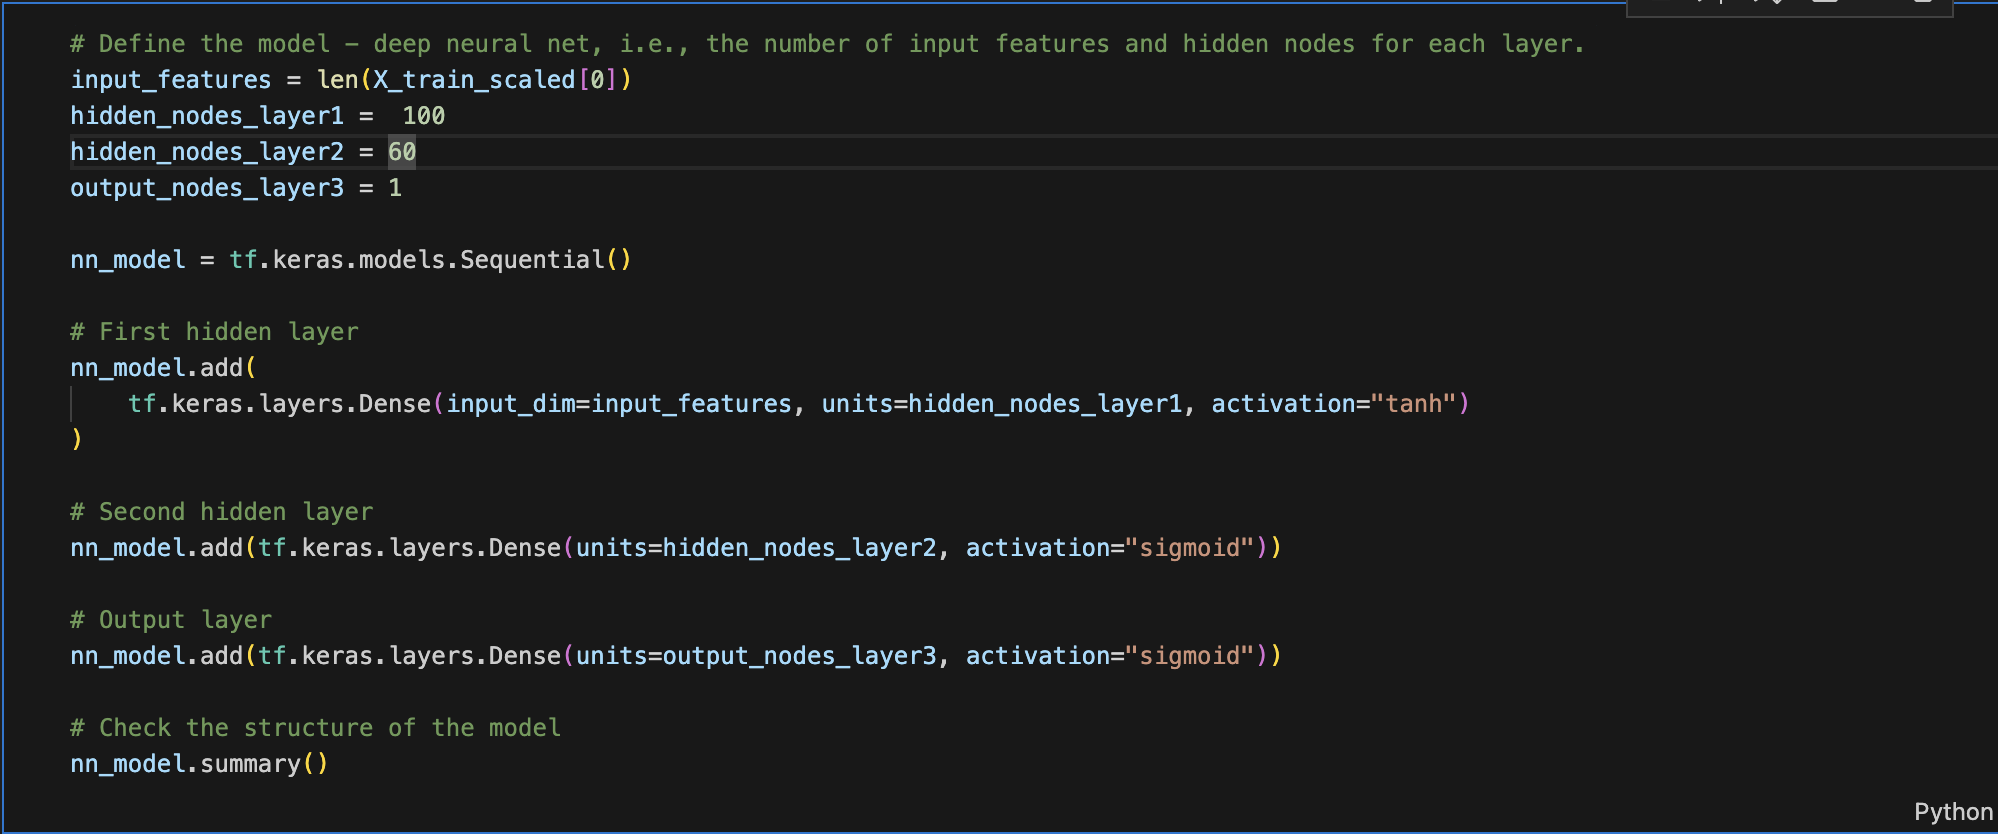 # Define the model – deep neural net, i.e., the number of input features and hidden nodes for each layer.
input_features = len(X_train_scaled[0])
hidden_nodes_layer1 =  100
hidden_nodes_layer2 = 60
output_nodes_layer3 = 1

nn_model = tf.keras.models.Sequential()

# First hidden layer
nn_model.add(
    tf.keras.layers.Dense(input_dim=input_features, units=hidden_nodes_layer1, activation="tanh")
)

# Second hidden layer
nn_model.add(tf.keras.layers.Dense(units=hidden_nodes_layer2, activation="sigmoid"))

# Output layer
nn_model.add(tf.keras.layers.Dense(units=output_nodes_layer3, activation="sigmoid"))

# Check the structure of the model
nn_model.summary()
Python